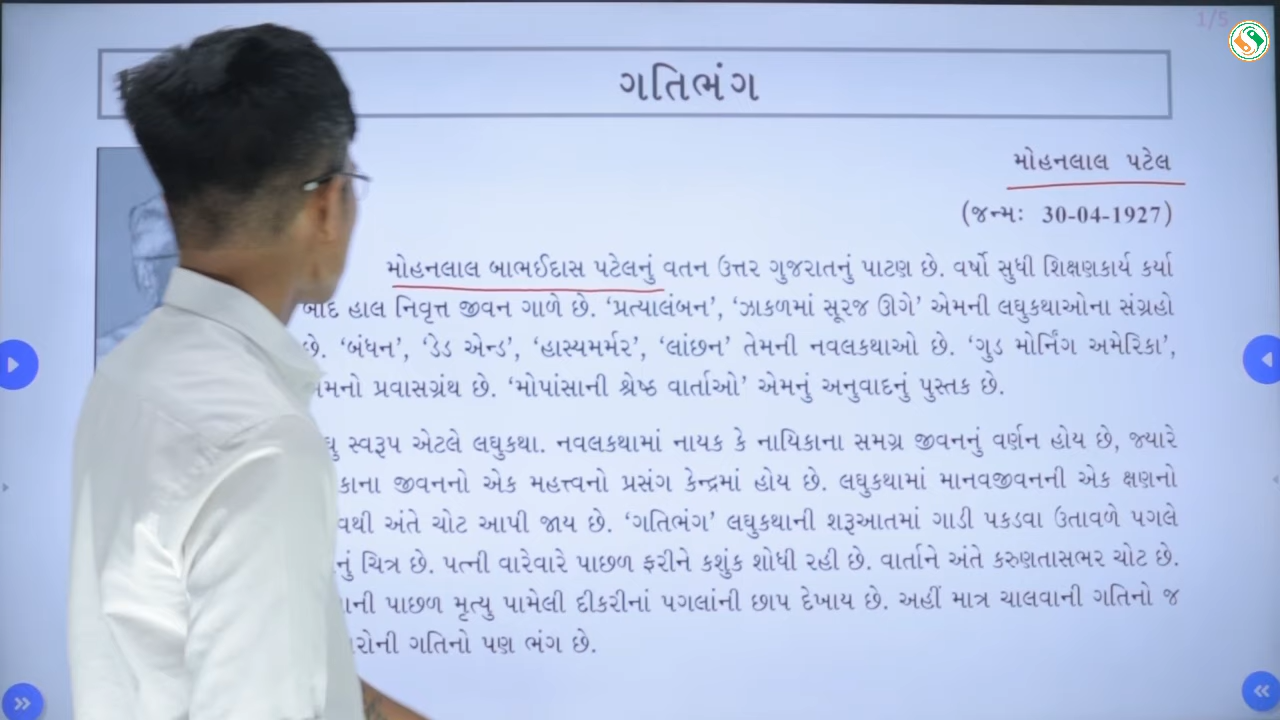 1/5
ગતિભંગ
મોહનલાલ પટેલ
(જન્મઃ 30-04-1927)
મોહનલાલ બાભઈદાસ પટેલનું વતન ઉત્તર ગુજરાતનું પાટણ છે. વર્ષો સુધી શિક્ષણકાર્ય કર્યા
બાદ હાલ નિવૃત્ત જીવન ગાળે છે. ‘પ્રત્યાલંબન’, ‘ઝાકળમાં સૂરજ ઊગે’ એમની લઘુકથાઓના સંગ્રહો
છે. ‘બંધન’, ‘ડેડ એન્ડ’, ‘હાસ્યમર્મર’, ‘લાંછન’ તેમની નવલકથાઓ છે. ‘ગુડ મોર્નિંગ અમેરિકા’,
પ્રવાસગ્રંથ છે. ‘મોપાંસાની શ્રેષ્ઠ વાર્તાઓ’ એમનું અનુવાદનું પુસ્તક છે.
સ્વરૂપ એટલે લઘુકથા. નવલકથામાં નાયક કે નાયિકાના સમગ્ર જીવનનું વર્ણન હોય છે, જ્યારે
જીવનનો એક મહત્ત્વનો પ્રસંગ કેન્દ્રમાં હોય છે. લઘુકથામાં માનવજીવનની એક ક્ષણનો
અંતે ચોટ આપી જાય છે. ‘ગતિભંગ’ લઘુકથાની શરૂઆતમાં ગાડી પકડવા ઉતાવળે પગલે
ચિત્ર છે. પત્ની વારેવારે પાછળ ફરીને કશુંક શોધી રહી છે. વાર્તાને અંતે કરુણતાસભર ચોટ છે.
પાછળ મૃત્યુ પામેલી દીકરીનાં પગલાંની છાપ દેખાય છે. અહીં માત્ર ચાલવાની ગતિનો જ
ગતિનો પણ ભંગ છે.